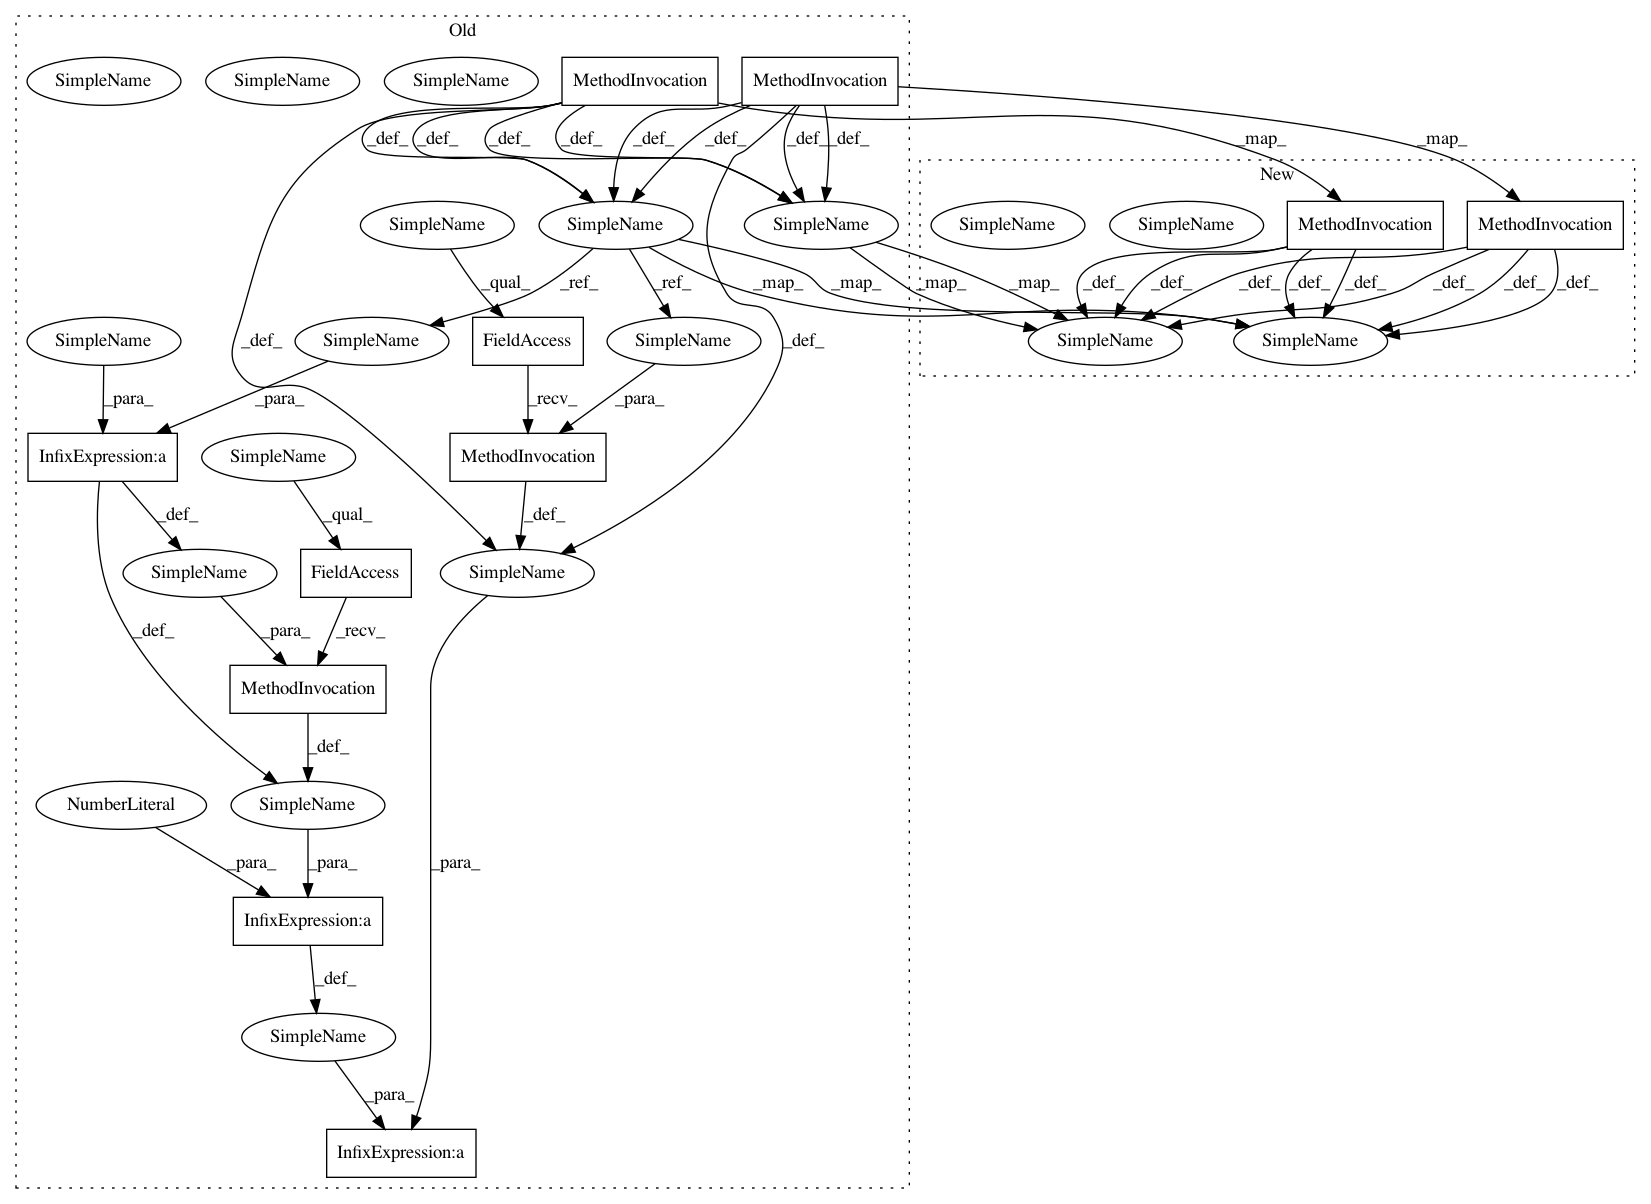 Old
SimpleName
SimpleName
SimpleName
MethodInvocation
MethodInvocation
_def_
_def_
_def_
_def_
_def_
_def_
_def_
_def_
_map_
_map_
New
SimpleName
SimpleName
SimpleName
SimpleName
SimpleName
MethodInvocation
MethodInvocation
_qual_
_ref_
_ref_
_map_
_map_
_map_
_map_
_def_
_def_
_def_
_def_
_def_
_def_
_def_
_def_
SimpleName
SimpleName
FieldAccess
SimpleName
_def_
_def_
SimpleName
SimpleName
_para_
_para_
_recv_
_para_
InfixExpression:a
SimpleName
MethodInvocation
_def_
_qual_
_def_
SimpleName
FieldAccess
SimpleName
_def_
_para_
_recv_
MethodInvocation
_def_
NumberLiteral
SimpleName
_para_
_para_
_para_
InfixExpression:a
_def_
SimpleName
_para_
InfixExpression:a